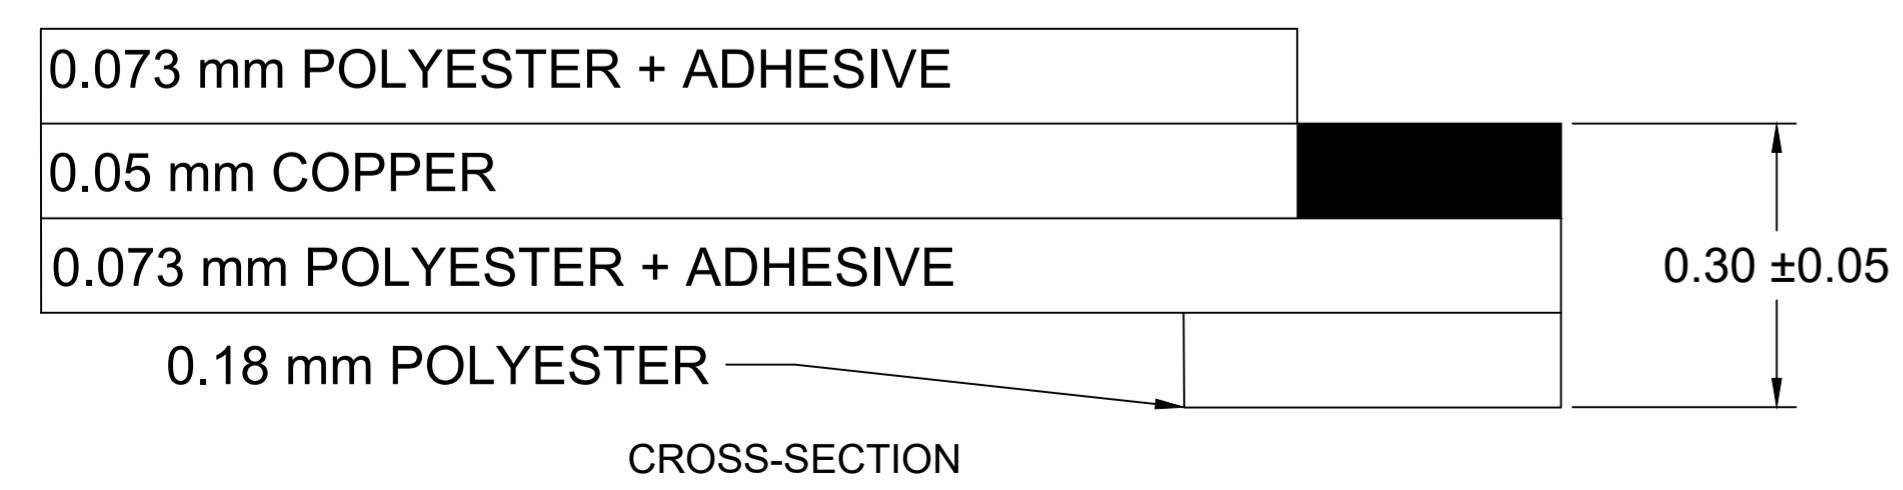 0.073 mm POLYESTER + ADHESIVE
0.05 mm COPPER
0.073 mm POLYESTER + ADHESIVE
0.30 ±0.05
0.18 mm POLYESTER
CROSS-SECTION